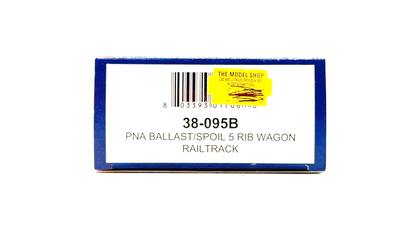 THE MODEL SHOP
38-095B
PNA BALLAST/SPOIL 5 RIB WAGON
RAILTRACK